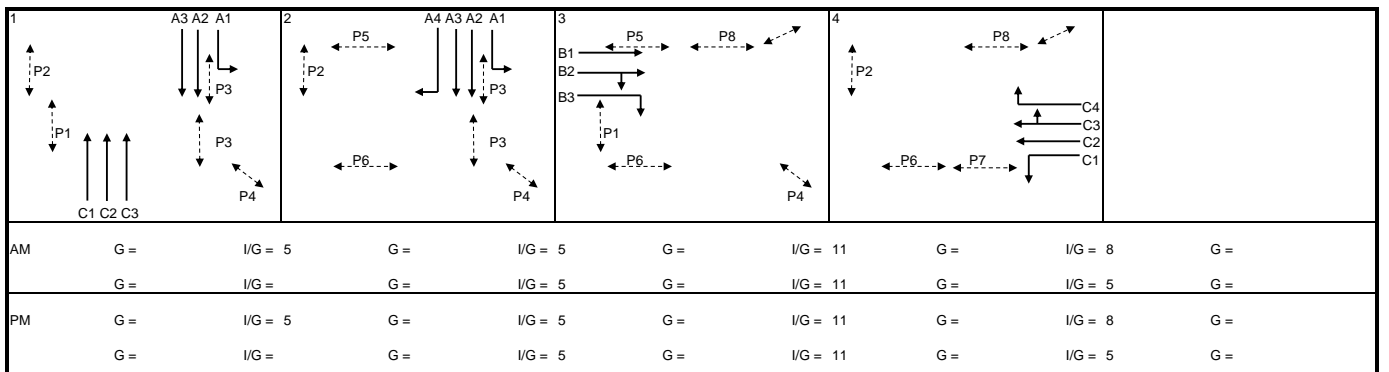 1 A3 A2 A1 2 A4 A3 A2 A1 3 4
P5 P5 P8 P8
B1
P2 P2 B2 P2
P3 P3
B3 C4
P1 P3 P3 P1 C3
C2
P6 P6 P6 P7 C1
P4 P4 P4
C1 C2 C3
AM G = I/G = 5 G = I/G = 5 G = I/G = 11 G = I/G = 8 G =
G = I/G = G = I/G = 5 G = I/G = 11 G = I/G = 5 G =
PM G = I/G = 5 G = I/G = 5 G = I/G = 11 G = I/G = 8 G =
G = I/G = G = I/G = 5 G = I/G = 11 G = I/G = 5 G =